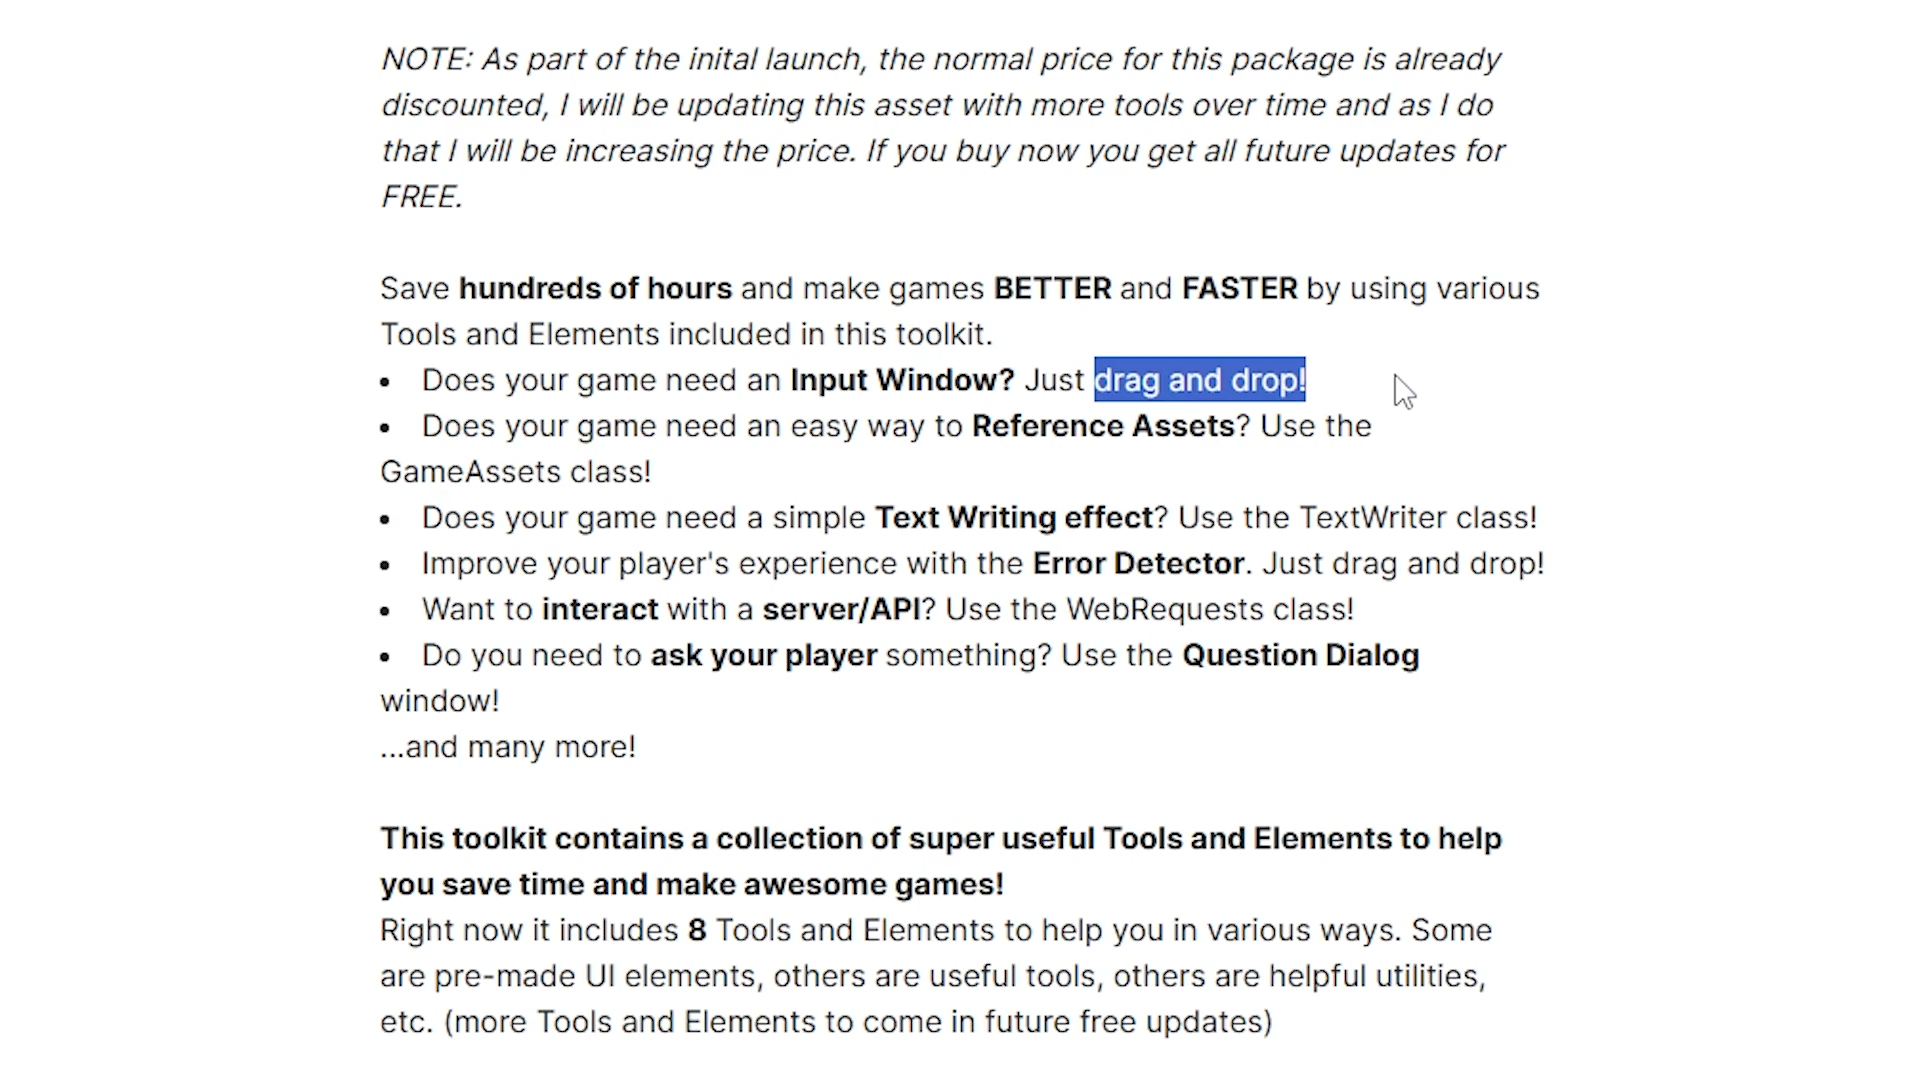 NOTE: As part of the inital launch, the normal price for this package is already
discounted, I will be updating this asset with more tools over time and as I do
that I will be increasing the price. If you buy now you get all future updates for
FREE.
Save hundreds of hours and make games BETTER and FASTER by using various
Tools and Elements included in this toolkit.
• Does your game need an Input Window? Just drag and drop!
• Does your game need an easy way to Reference Assets? Use the
GameAssets class!
• Does your game need a simple Text Writing effect? Use the TextWriter class!
• Improve your player's experience with the Error Detector. Just drag and drop!
• Want to interact with a server/API? Use the WebRequests class!
• Do you need to ask your player something? Use the Question Dialog
window!
...and many more!
This toolkit contains a collection of super useful Tools and Elements to help
you save time and make awesome games!
Right now it includes 8 Tools and Elements to help you in various ways. Some
are pre-made UI elements, others are useful tools, others are helpful utilities,
etc. (more Tools and Elements to come in future free updates)